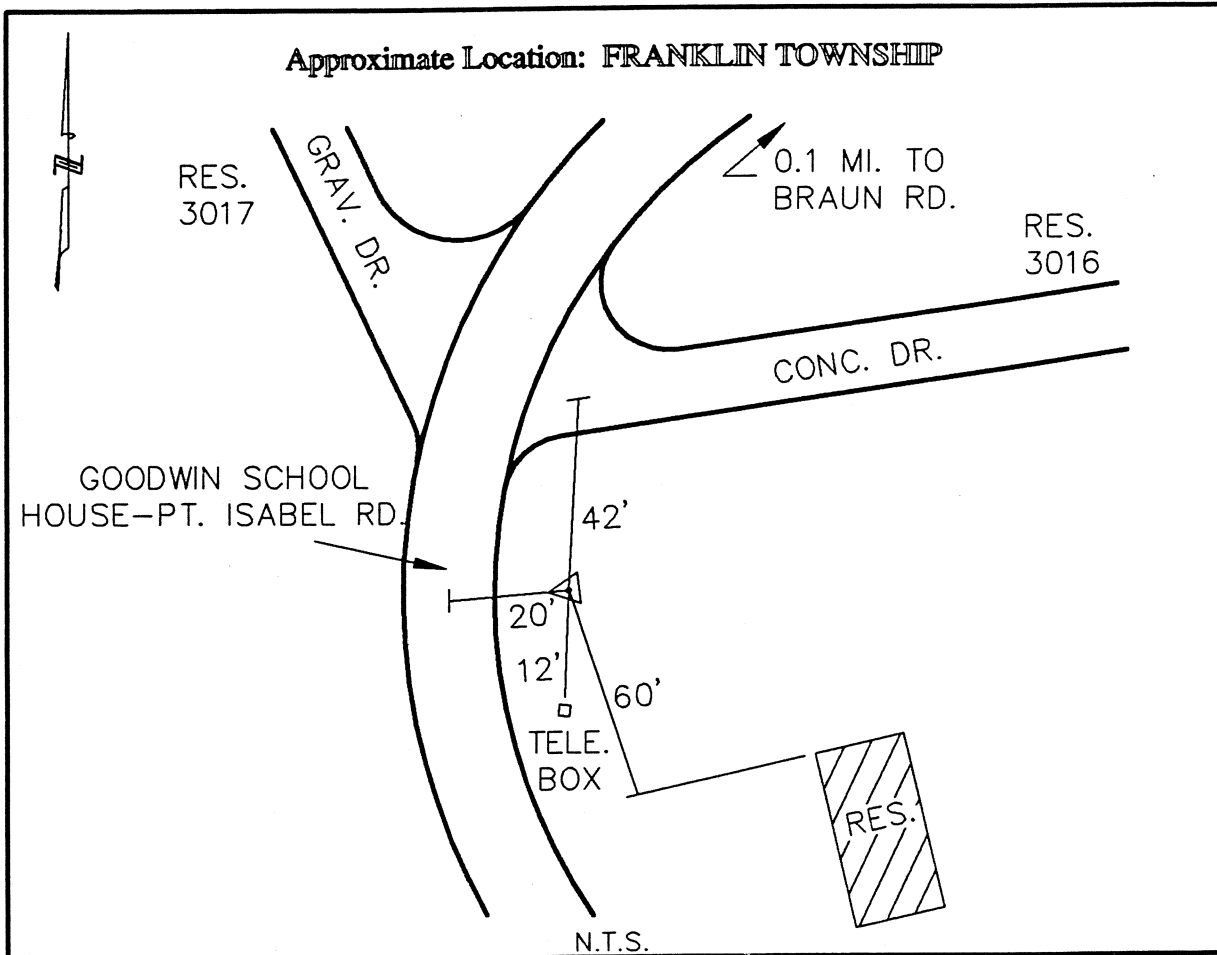 Approximate Location: FRANKLIN TOWNSHIP
N
RES.
3017
GRAV. DR.
0.1 MI. TO
BRAUN RD.
RES.
3016
CONC. DR.
GOODWIN SCHOOL
HOUSE-PT. ISABEL RD.
42'
20'
12'
60'
TELE.
BOX
RES.
N.T.S.